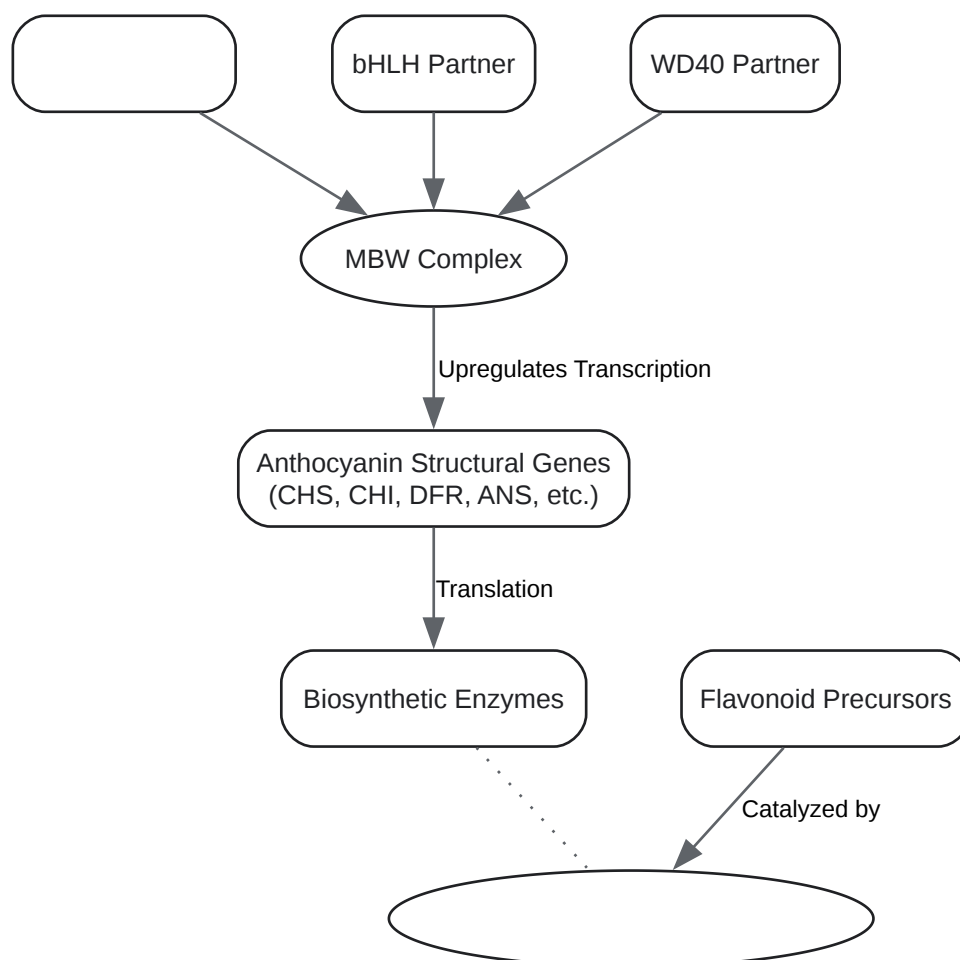 bHLH Partner
WD40 Partner
MBW Complex
Upregulates Transcription
Anthocyanin Structural Genes
(CHS, CHI, DFR, ANS, etc.)
Translation
Biosynthetic Enzymes
Flavonoid Precursors
Catalyzed by